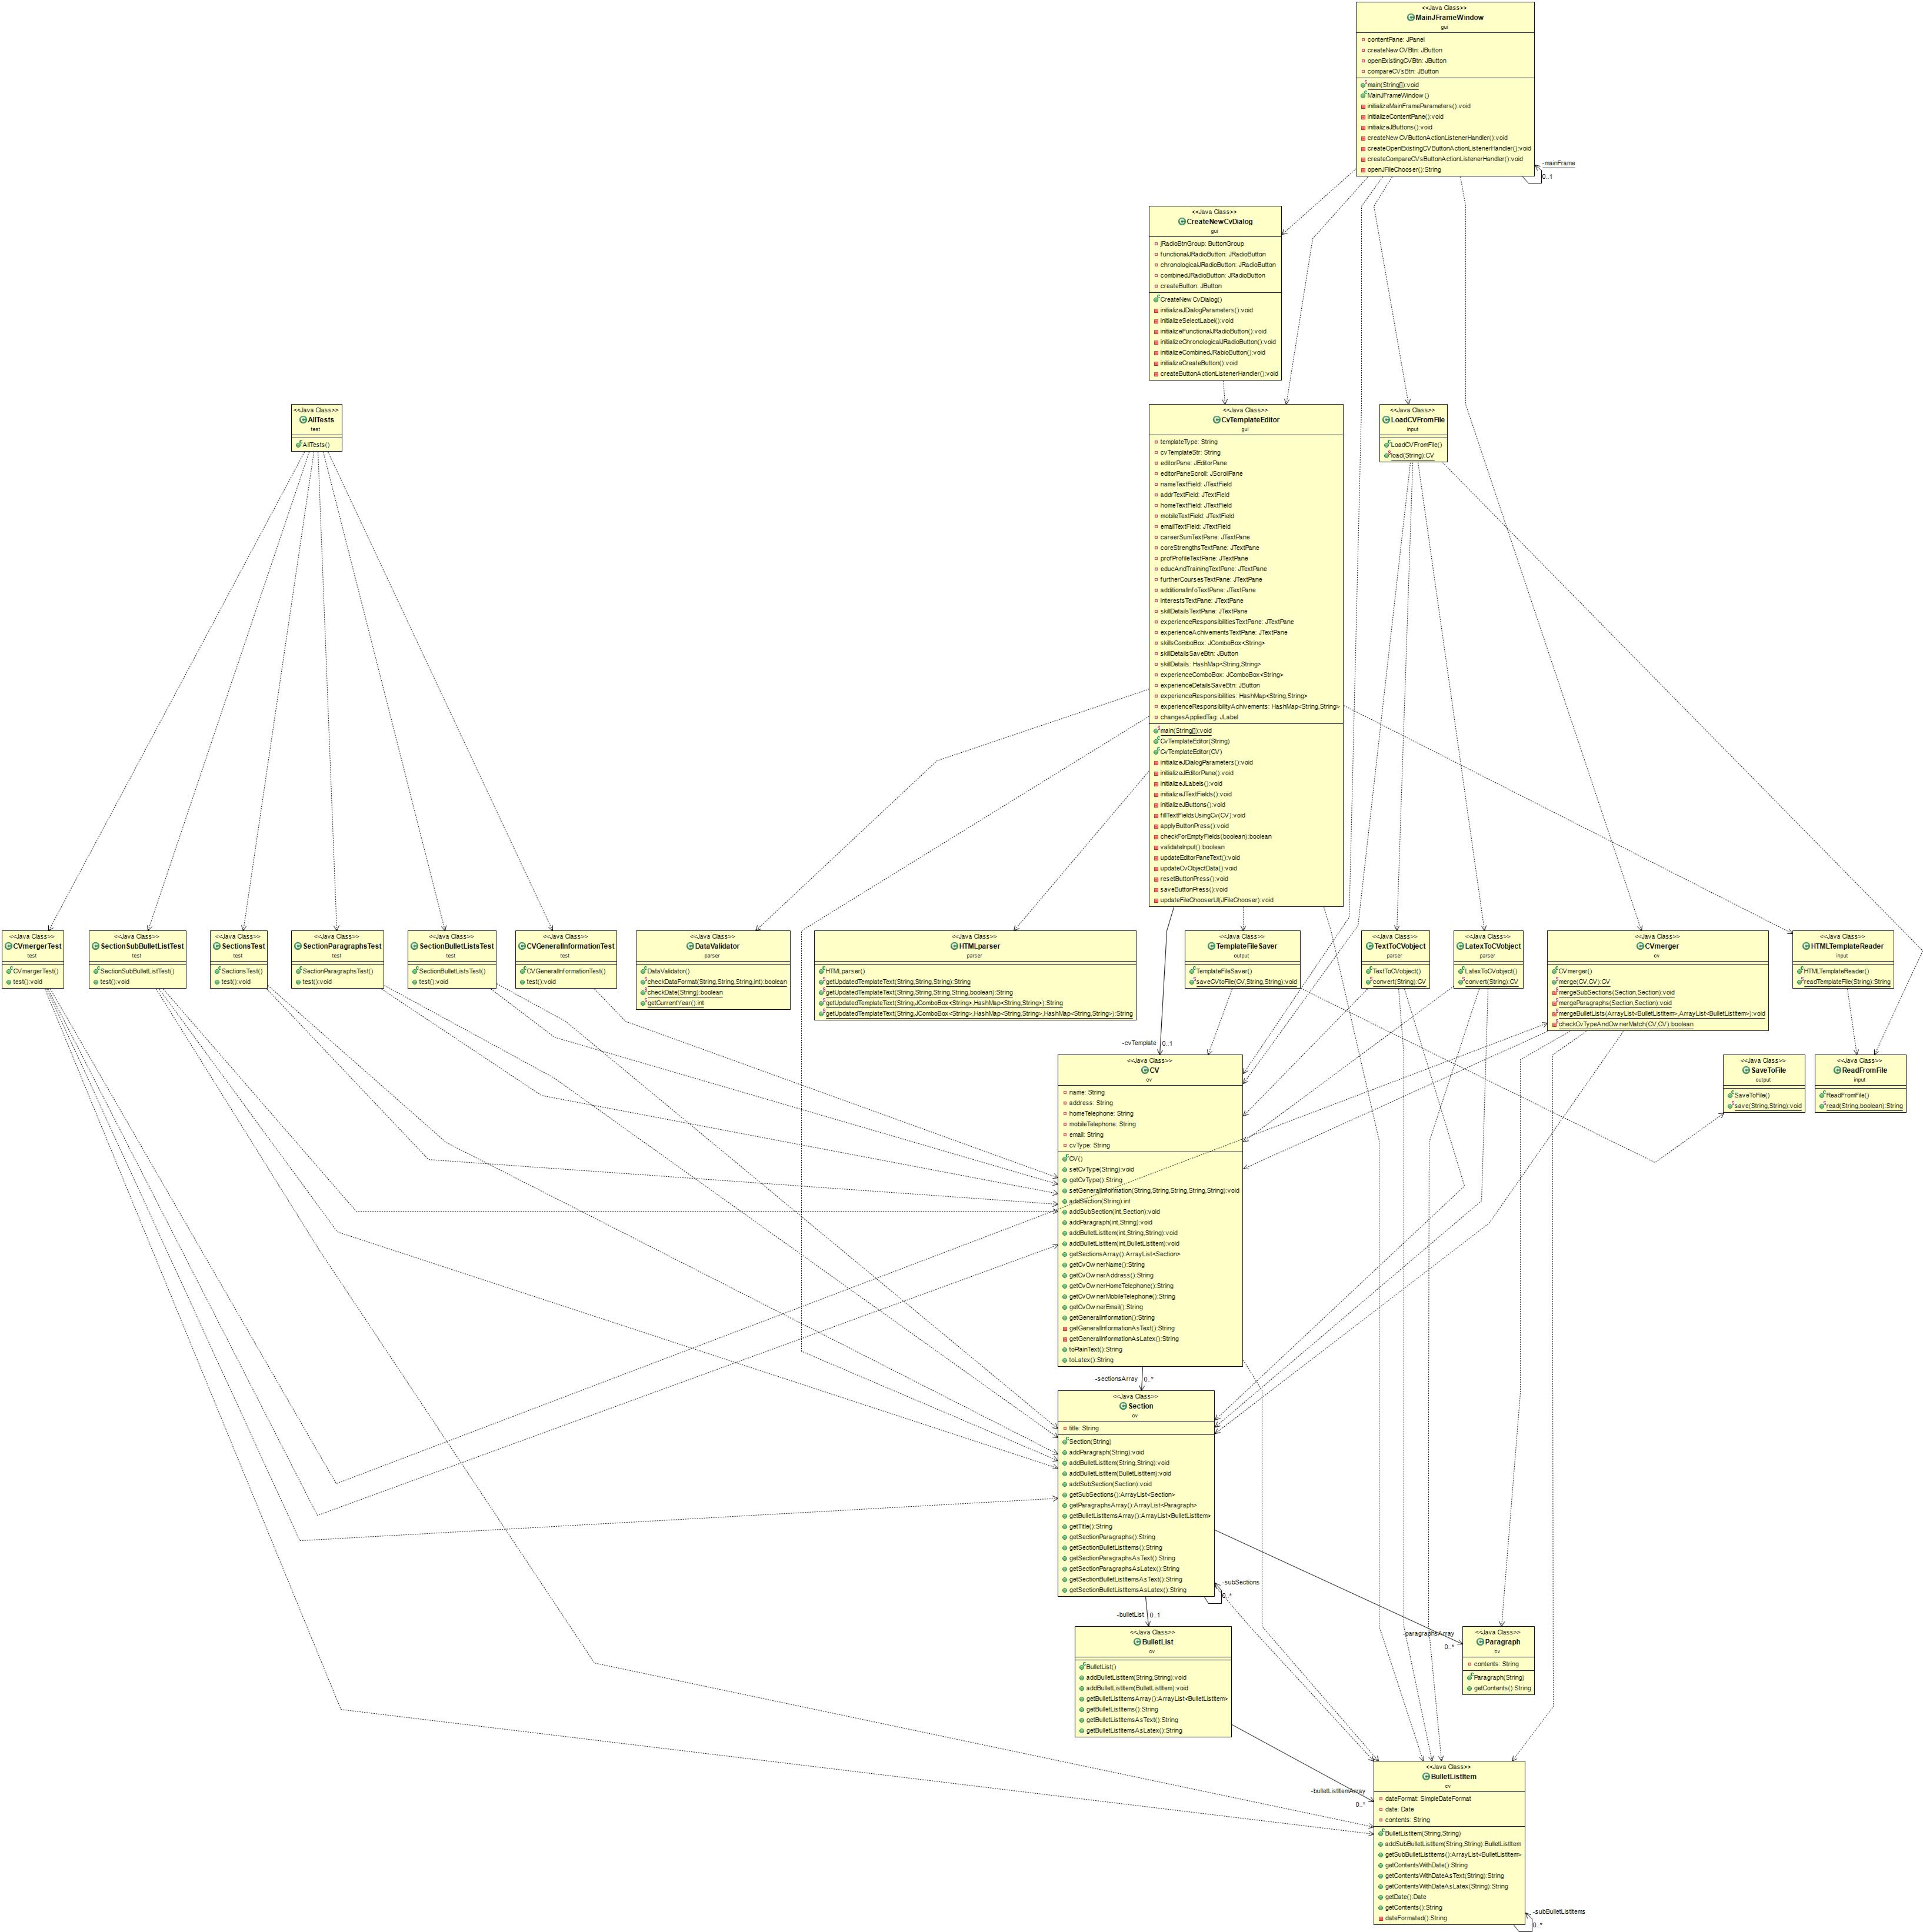 <<Java Class>>
MainJFrameWindow
gui
contentPane: JPanel
createNewCVBtn: JButton
openExistingCVBtn: JButton
compareCVsBtn: JButton
main(String[]):void
MainJFrameWindow()
initializeMainFrameParameters():void
initializeContentPane():void
initializeJButtons():void
createNewCVButtonActionListenerHandler():void
createOpenExistingCVButtonActionListenerHandler():void
createCompareCVsButtonActionListenerHandler():void
openJFileChooser():String
-mainFrame
0..1
<<Java Class>>
CreateNewCvDialog
gui
jRadioBtnGroup: ButtonGroup
functionalJRadioButton: JRadioButton
chronologicalJRadioButton: JRadioButton
combinedJRadioButton: JRadioButton
createButton: JButton
CreateNewCvDialog()
initializeJDialogParameters():void
initializeSelectLabel():void
initializeFunctionalJRadioButton():void
initializeChronologicalJRadioButton():void
initializeCombinedJRabioButton():void
initializeCreateButton():void
createButtonActionListenerHandler():void
<<Java Class>>
AllTests
test
AllTests()
<<Java Class>>
CvTemplateEditor
gui
templateType: String
cvTemplateStr: String
editorPane: JEditorPane
editorPaneScroll: JScrollPane
nameTextField: JTextField
addrTextField: JTextField
homeTextField: JTextField
mobileTextField: JTextField
emailTextField: JTextField
careerSumTextPane: JTextPane
coreStrengthsTextPane: JTextPane
profProfileTextPane: JTextPane
educAndTrainingTextPane: JTextPane
furtherCoursesTextPane: JTextPane
additionalInfoTextPane: JTextPane
interestsTextPane: JTextPane
skillDetailsTextPane: JTextPane
experienceResponsibilitiesTextPane: JTextPane
experienceAchivementsTextPane: JTextPane
skillsComboBox: JComboBox<String>
skillDetailsSaveBtn: JButton
skillDetails: HashMap<String,String>
experienceComboBox: JComboBox<String>
experienceDetailsSaveBtn: JButton
experienceResponsibilities: HashMap<String,String>
experienceResponsibilityAchivements: HashMap<String,String>
changesAppliedTag: JLabel
main(String[]):void
CvTemplateEditor(String)
CvTemplateEditor(CV)
initializeJDialogParameters():void
initializeJEditorPane():void
initializeJLabels():void
initializeJTextFields():void
initializeJButtons():void
fillTextFieldsUsingCv(CV):void
applyButtonPress():void
checkForEmptyFields(boolean):boolean
validateInput():boolean
updateEditorPaneText():void
updateCvObjectData():void
resetButtonPress():void
saveButtonPress():void
updateFileChooserUI(JFileChooser):void
<<Java Class>>
LoadCVFromFile
input
LoadCVFromFile()
load(String):CV
<<Java Class>>
CVmergerTest
test
CVmergerTest()
test():void
<<Java Class>>
SectionSubBulletListTest
test
SectionSubBulletListTest()
test():void
<<Java Class>>
SectionsTest
test
SectionsTest()
test():void
<<Java Class>>
SectionParagraphsTest
test
SectionParagraphsTest()
test():void
<<Java Class>>
SectionBulletListsTest
test
SectionBulletListsTest()
test():void
<<Java Class>>
CVGeneralInformationTest
test
CVGeneralInformationTest()
test():void
<<Java Class>>
DataValidator
parser
DataValidator()
checkDataFormat(String,String,String,int):boolean
checkDate(String):boolean
getCurrentYear():int
<<Java Class>>
HTMLparser
parser
HTMLparser()
getUpdatedTemplateText(String,String,String):String
getUpdatedTemplateText(String,String,String,String,boolean):String
getUpdatedTemplateText(String,JComboBox<String>,HashMap<String,String>):String
getUpdatedTemplateText(String,JComboBox<String>,HashMap<String,String>,HashMap<String,String>):String
<<Java Class>>
TemplateFileSaver
output
TemplateFileSaver()
saveCVtoFile(CV,String,String):void
<<Java Class>>
TextToCVobject
parser
TextToCVobject()
convert(String):CV
<<Java Class>>
LatexToCVobject
parser
LatexToCVobject()
convert(String):CV
<<Java Class>>
CVmerger
cv
CVmerger()
merge(CV,CV):CV
mergeSubSections(Section,Section):void
mergeParagraphs(Section,Section):void
mergeBulletLists(ArrayList<BulletListItem>,ArrayList<BulletListItem>):void
checkCvTypeAndOwnerMatch(CV,CV):boolean
<<Java Class>>
HTMLTemplateReader
input
HTMLTemplateReader()
readTemplateFile(String):String
-cvTemplate
0..1
<<Java Class>>
CV
cv
name: String
address: String
homeTelephone: String
mobileTelephone: String
email: String
cvType: String
CV()
setCvType(String):void
getCvType():String
setGeneralInformation(String,String,String,String,String):void
addSection(String):int
addSubSection(int,Section):void
addParagraph(int,String):void
addBulletListItem(int,String,String):void
addBulletListItem(int,BulletListItem):void
getSectionsArray():ArrayList<Section>
getCvOwnerName():String
getCvOwnerAddress():String
getCvOwnerHomeTelephone():String
getCvOwnerMobileTelephone():String
getCvOwnerEmail():String
getGeneralInformation():String
getGeneralInformationAsText():String
getGeneralInformationAsLatex():String
toPlainText():String
toLatex():String
<<Java Class>>
SaveToFile
output
SaveToFile()
save(String,String):void
<<Java Class>>
ReadFromFile
input
ReadFromFile()
read(String,boolean):String
-sectionsArray
0..*
<<Java Class>>
Section
cv
title: String
Section(String)
addParagraph(String):void
addBulletListItem(String,String):void
addBulletListItem(BulletListItem):void
addSubSection(Section):void
getSubSections():ArrayList<Section>
getParagraphsArray():ArrayList<Paragraph>
getBulletListItemsArray():ArrayList<BulletListItem>
getTitle():String
getSectionParagraphs():String
getSectionBulletListItems():String
getSectionParagraphsAsText():String
getSectionParagraphsAsLatex():String
getSectionBulletListItemsAsText():String
getSectionBulletListItemsAsLatex():String
-subSections
0..*
-bulletList
0..1
-paragraphsArray
0..*
<<Java Class>>
BulletList
cv
BulletList()
addBulletListItem(String,String):void
addBulletListItem(BulletListItem):void
getBulletListItemsArray():ArrayList<BulletListItem>
getBulletListItems():String
getBulletListItemsAsText():String
getBulletListItemsAsLatex():String
<<Java Class>>
Paragraph
cv
contents: String
Paragraph(String)
getContents():String
-bulletListItemArray
0..*
<<Java Class>>
BulletListItem
cv
dateFormat: SimpleDateFormat
date: Date
contents: String
BulletListItem(String,String)
addSubBulletListItem(String,String):BulletListItem
getSubBulletListItems():ArrayList<BulletListItem>
getContentsWithDate():String
getContentsWithDateAsText(String):String
getContentsWithDateAsLatex(String):String
getDate():Date
getContents():String
dateFormated():String
-subBulletListItems
0..*